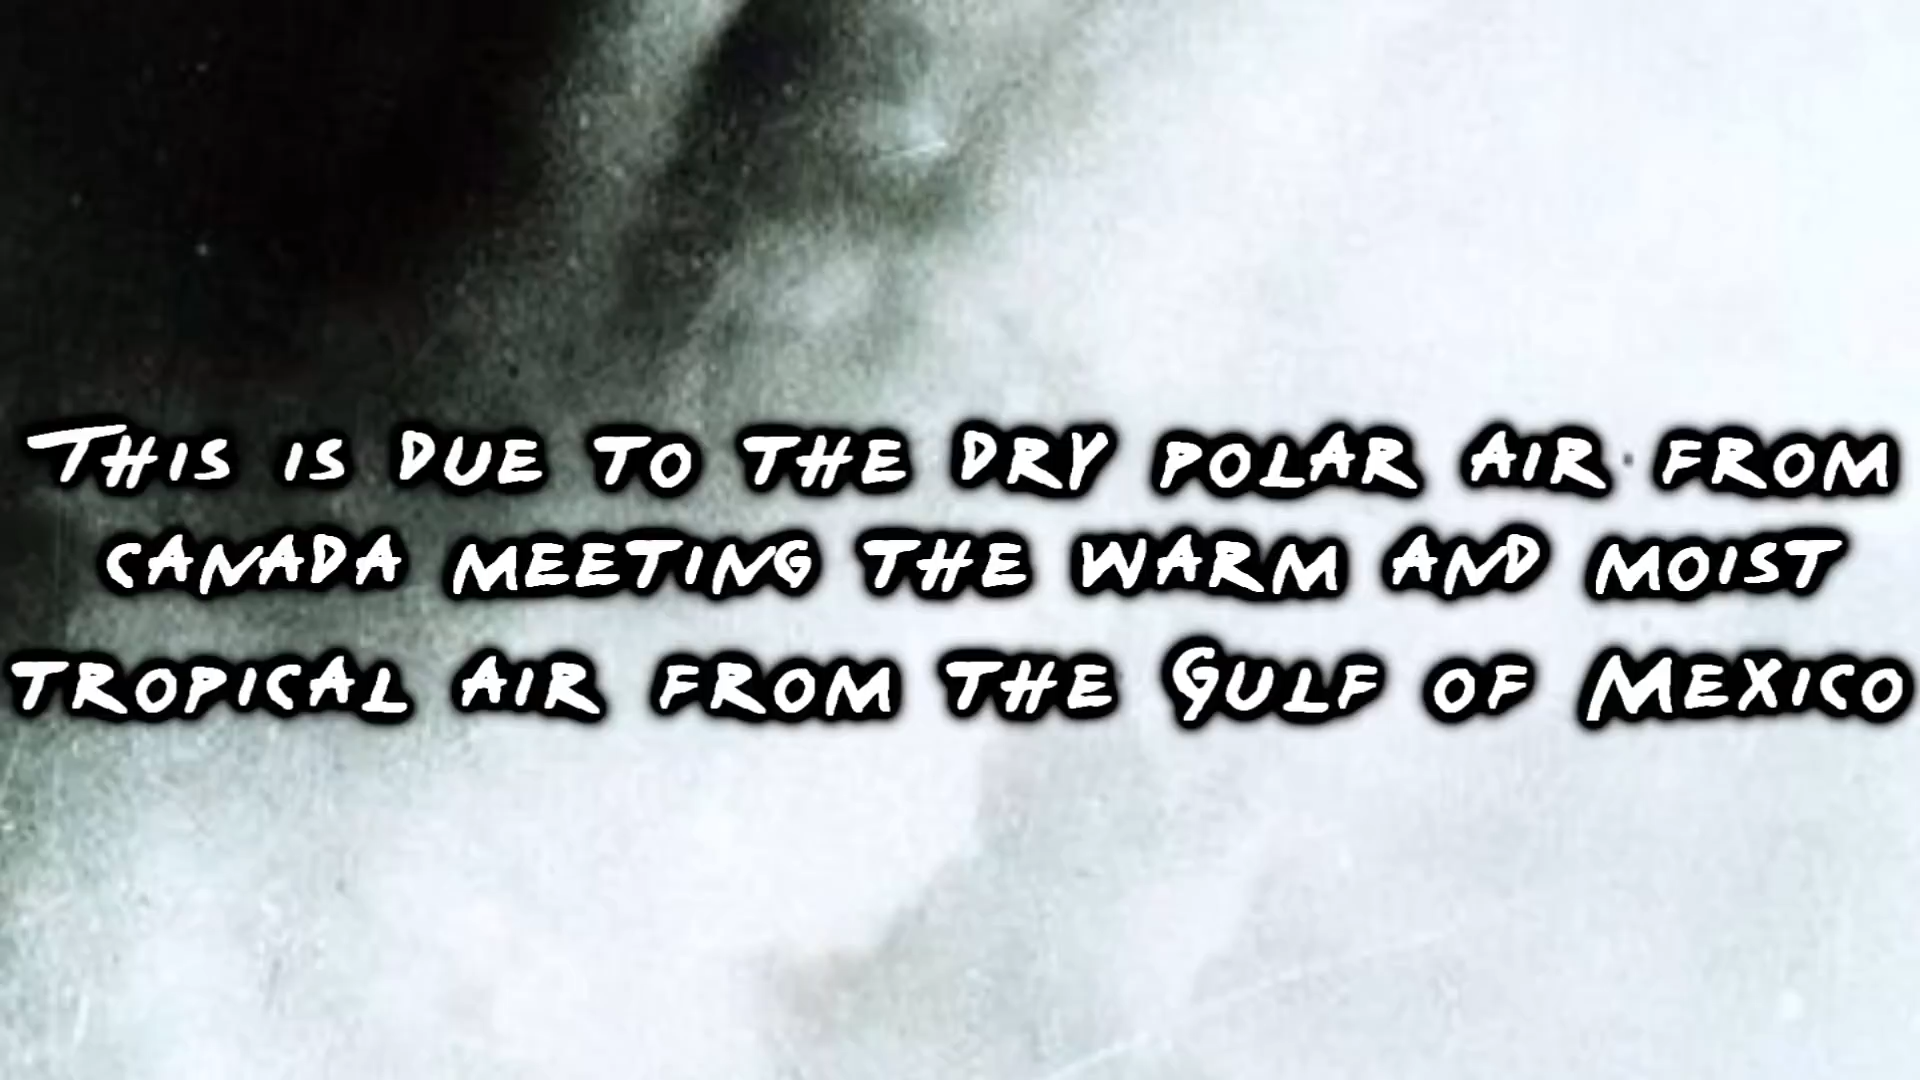 This is due to the dry polar air from
canada meeting the warm and moist
tropical air from the Gulf of Mexico